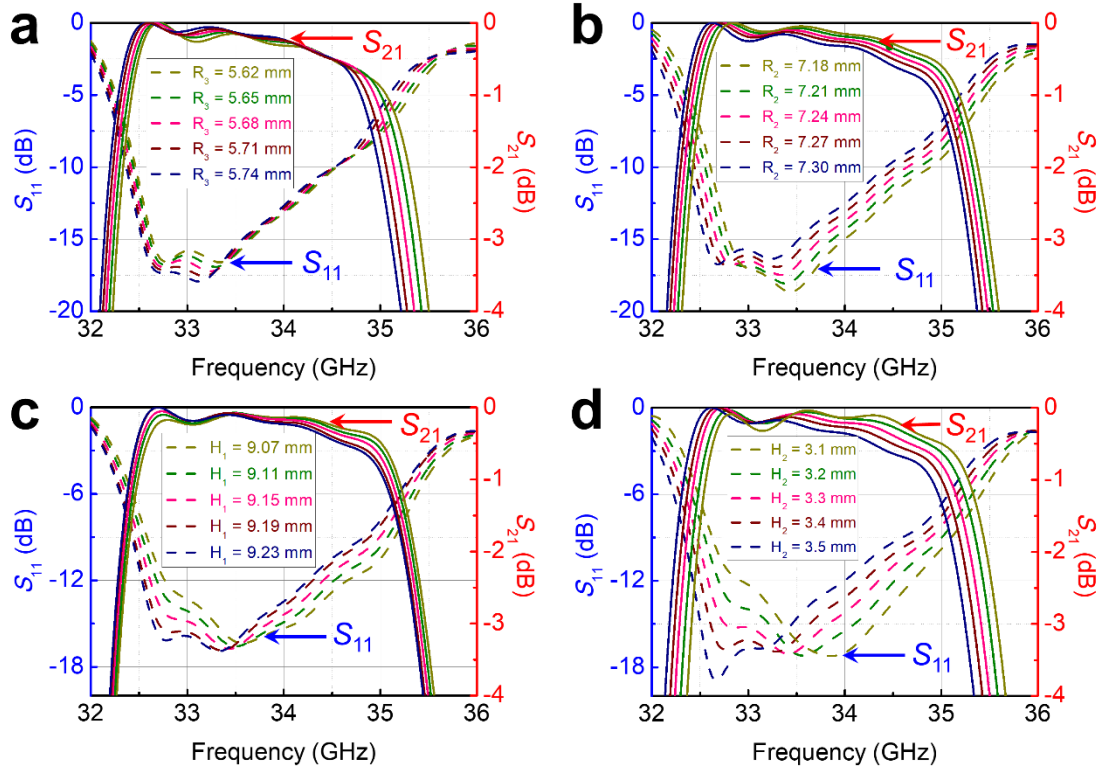 a
S21
R3 = 5.62 mm
R3 = 5.65 mm
R3 = 5.68 mm
R3 = 5.71 mm
R3 = 5.74 mm
S11
0
-5
-10
-15
-20
S11 (dB)
0
-1
-2
-3
-4
S21 (dB)
32 33 34 35 36
Frequency (GHz)
b
S21
R2 = 7.18 mm
R2 = 7.21 mm
R2 = 7.24 mm
R2 = 7.27 mm
R2 = 7.30 mm
S11
0
-5
-10
-15
-20
S11 (dB)
0
-1
-2
-3
-4
S21 (dB)
32 33 34 35 36
Frequency (GHz)
c
S21
H1 = 9.07 mm
H1 = 9.11 mm
H1 = 9.15 mm
H1 = 9.19 mm
H1 = 9.23 mm
S11
0
-6
-12
-18
S11 (dB)
0
-1
-2
-3
-4
S21 (dB)
32 33 34 35 36
Frequency (GHz)
d
S21
H2 = 3.1 mm
H2 = 3.2 mm
H2 = 3.3 mm
H2 = 3.4 mm
H2 = 3.5 mm
S11
0
-6
-12
-18
S11 (dB)
0
-1
-2
-3
-4
S21 (dB)
32 33 34 35 36
Frequency (GHz)